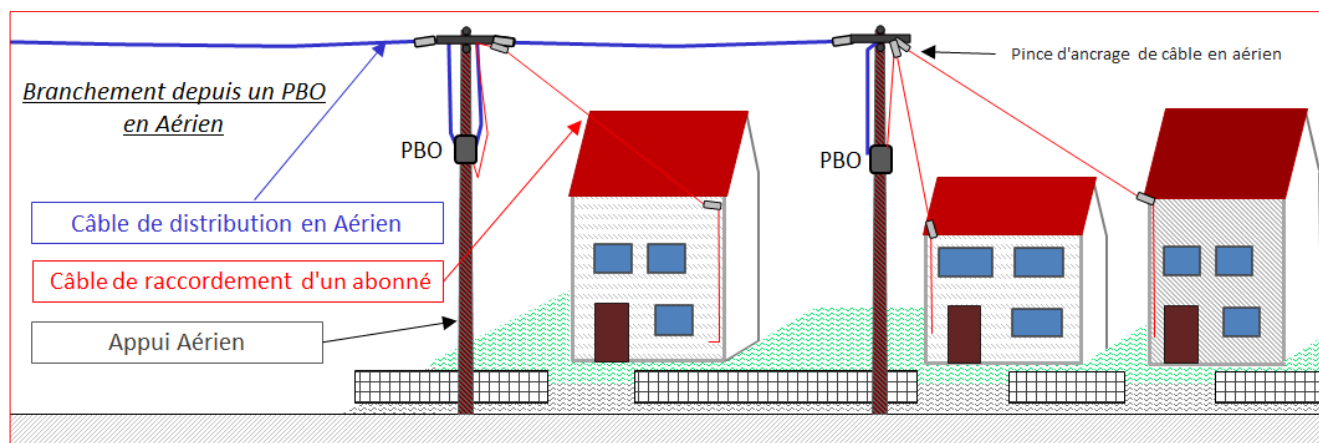 Branchement depuis un PBO
en Aérien
Pince d'ancrage de câble en aérien
PBO
PBO
Câble de distribution en Aérien
Câble de raccordement d'un abonné
Appui Aérien